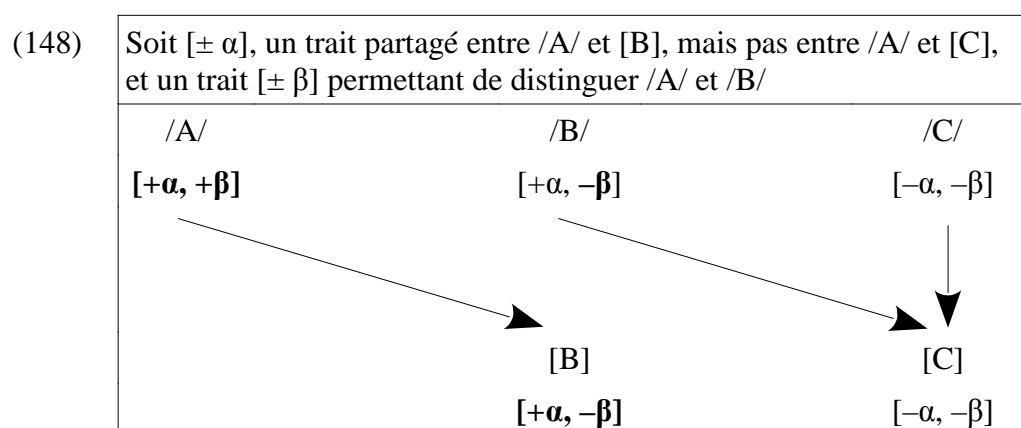 (148) Soit [± α], un trait partagé entre /A/ et [B], mais pas entre /A/ et [C],
et un trait [± β] permettant de distinguer /A/ et /B/
/A/ /B/ /C/
[+α, +β] [+α, –β] [–α, –β]
[B] [C]
[+α, –β] [–α, –β]